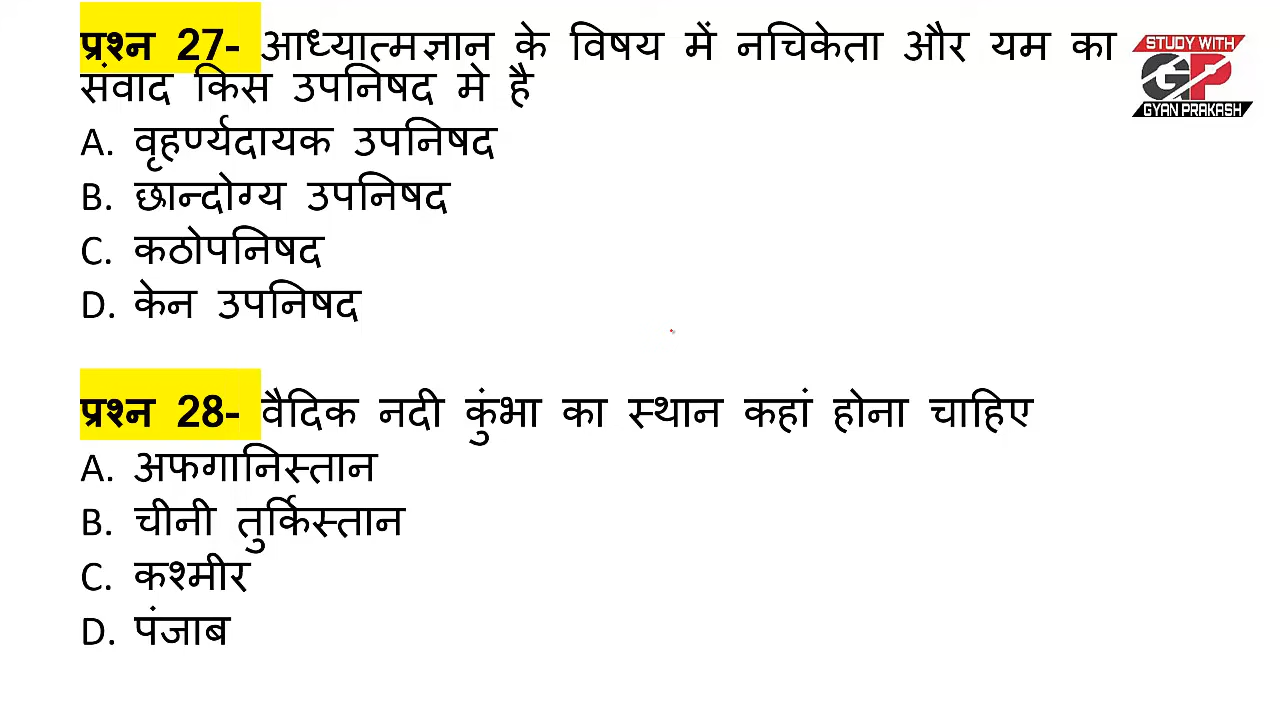 प्रश्न 27- आध्यात्मज्ञान के विषय में नचिकेता और यम का
संवाद किस उपनिषद मे है
A. वृहर्ण्यदायक उपनिषद
B. छान्दोग्य उपनिषद
C. कठोपनिषद
D. केन उपनिषद
प्रश्न 28- वैदिक नदी कुंभा का स्थान कहां होना चाहिए
A. अफगानिस्तान
B. चीनी तुर्किस्तान
C. कश्मीर
D. पंजाब
STUDY WITH
GP
GYAN PRAKASH